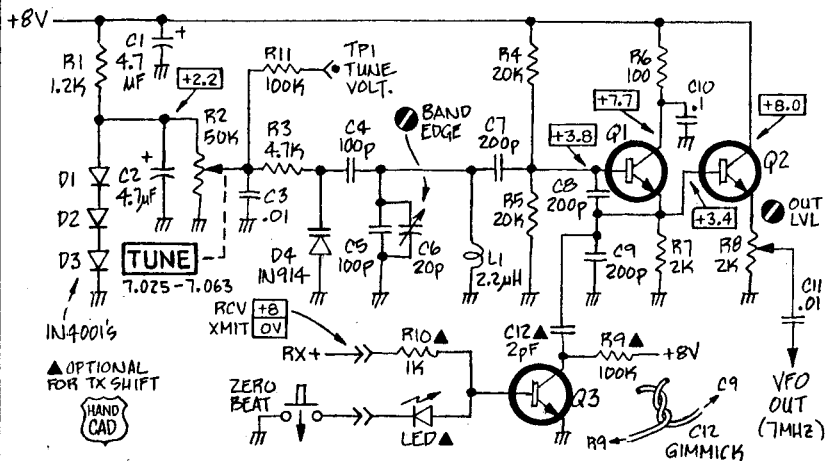 +8V
R1
1.2K
C1
4.7
µF
+
+2.2
R2
50K
R11
100K
TP1
TUNE
VOLT.
R3
4.7K
C4
100p
BAND
EDGE
C7
200p
R4
20K
R6
100
C10
.1
+7.7
+8.0
+3.8
Q1
Q2
+
C2
4.7µF
D1
D2
D3
C3
.01
D4
1N914
C5
100p
C6
20p
L1
2.2µH
R5
20K
C8
200p
C9
200p
+3.4
R7
2K
OUT
LVL
R8
2K
C11
.01
TUNE
7.025-7.063
1N4001'S
▲ OPTIONAL
FOR TX SHIFT
HAND
CAD
RCV +8
XMIT 0V
RX+
R10▲
1K
C12▲
2pF
R9▲
100K
+8V
ZERO
BEAT
LED▲
Q3
C9
R9
C12
GIMMICK
VFO
OUT
(7MHZ)